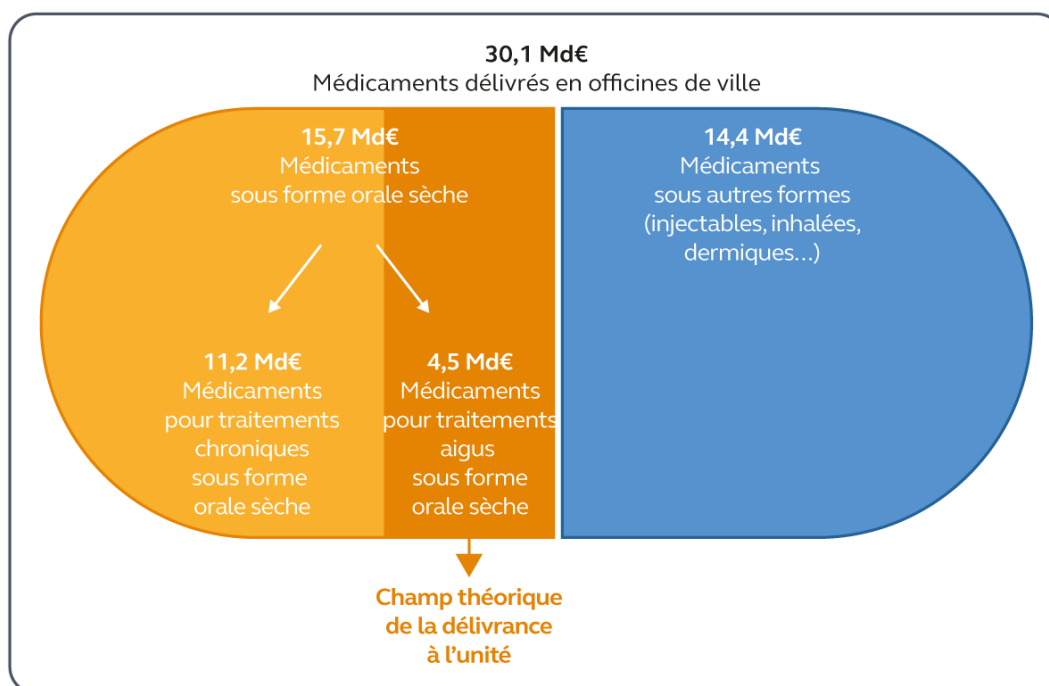 30,1 Md€
Médicaments délivrés en officines de ville
15,7 Md€
Médicaments
sous forme orale sèche
14,4 Md€
Médicaments
sous autres formes
(injectables, inhalées,
dermiques...)
11,2 Md€
Médicaments
pour traitements
chroniques
sous forme
orale sèche
4,5 Md€
Médicaments
pour traitements
aigus
sous forme
orale sèche
Champ théorique
de la délivrance
à l’unité